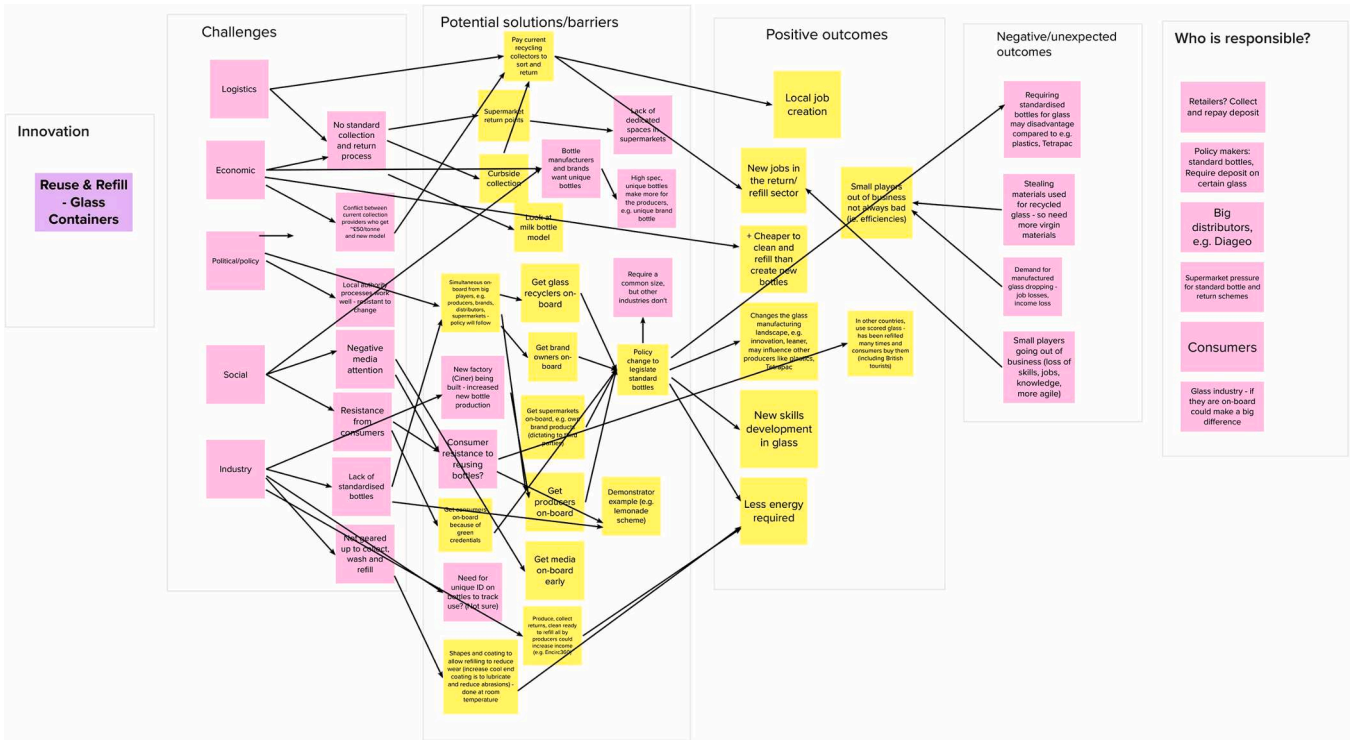 Innovation
Reuse & Refill
- Glass
Containers
Challenges
Logistics
Economic
Political/policy
Social
Industry
No standard
collection
and return
process
Conflict between
current collection
providers who get
~£50/tonne
and new model
Local authority
processes work
well - resistant to
change
Negative
media
attention
Resistance
from
consumers
Lack of
standardised
bottles
Not geared
up to collect,
wash and
refill
Potential solutions/barriers
Pay current
recycling
collectors to
sort and
return
Supermarket
return points
Lack of
dedicated
spaces in
supermarkets
Curbside
collection
Bottle
manufacturers
and brands
want unique
bottles
High spec,
unique bottles
make more for
the producers,
e.g. unique brand
bottle
Look at
milk bottle
model
Simultaneous on-
board from big
players, e.g.
producers, brands,
distributors,
supermarkets -
policy will follow
Get glass
recyclers on-
board
Require a
common size,
but other
industries don't
Get brand
owners on-
board
Policy
change to
legislate
standard
bottles
New factory
(Ciner) being
built - increased
new bottle
production
Get supermarkets
on-board, e.g. own
brand products
(dictating to third
parties)
Consumer
resistance to
reusing
bottles?
Get
producers
on-board
Demonstrator
example (e.g.
lemonade
scheme)
Get consumers
on-board
because of
green
credentials
Get media
on-board
early
Need for
unique ID on
bottles to track
use? (Not sure)
Produce, collect
returns, clean ready
to refill all by
producers could
increase income
(e.g. Encirc360)
Shapes and coating to
allow refilling to reduce
wear (increase cool end
coating is to lubricate
and reduce abrasions) -
done at room
temperature
Positive outcomes
Local job
creation
New jobs in
the return/
refill sector
Small players
out of business
not always bad
(ie. efficiencies)
+ Cheaper to
clean and
refill than
create new
bottles
Changes the glass
manufacturing
landscape, e.g.
innovation, leaner,
may influence other
producers like plastics,
Tetrapac
In other countries,
use scored glass -
has been refilled
many times and
consumers buy them
(including British
tourists)
New skills
development
in glass
Less energy
required
Negative/unexpected
outcomes
Requiring
standardised
bottles for glass
may disadvantage
compared to e.g.
plastics, Tetrapac
Stealing
materials used
for recycled
glass - so need
more virgin
materials
Demand for
manufactured
glass dropping -
job losses,
income loss
Small players
going out of
business (loss of
skills, jobs,
knowledge,
more agile)
Who is responsible?
Retailers? Collect
and repay deposit
Policy makers:
standard bottles,
Require deposit on
certain glass
Big
distributors,
e.g. Diageo
Supermarket pressure
for standard bottle and
return schemes
Consumers
Glass industry - if
they are on-board
could make a big
difference